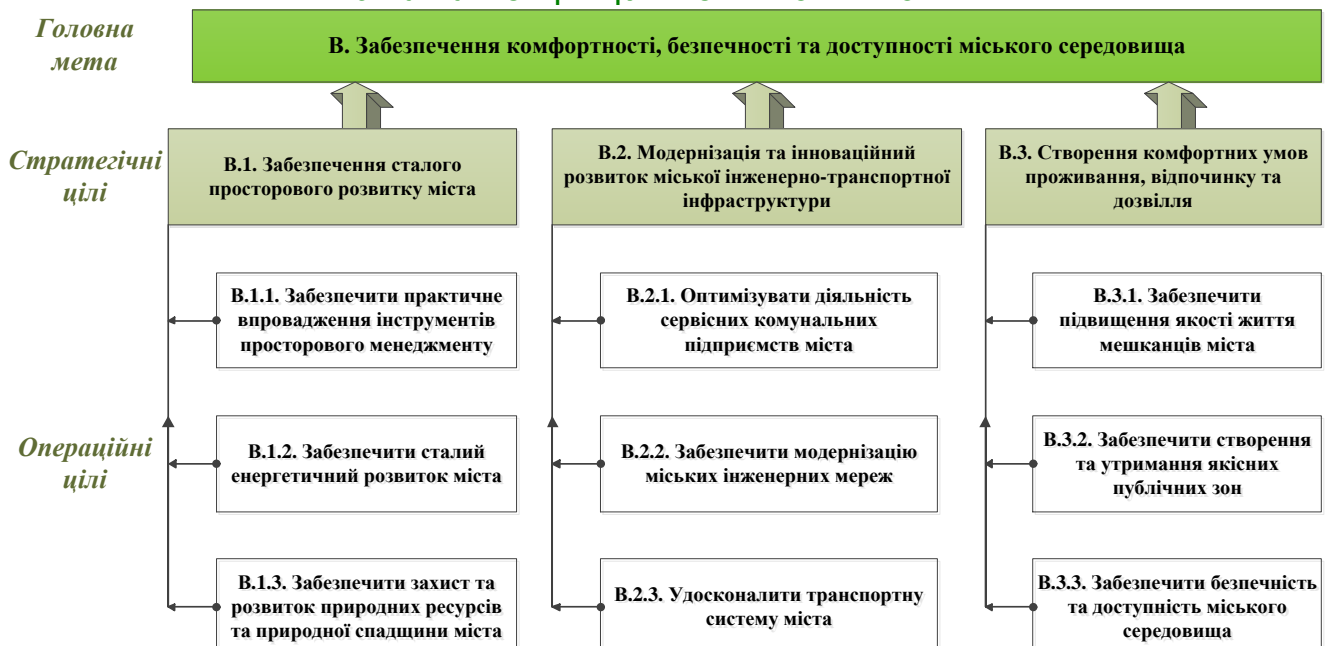 Головна
мета
В. Забезпечення комфортності, безпечності та доступності міського середовища
Стратегічні
цілі
В.1. Забезпечення сталого
просторового розвитку міста
В.2. Модернізація та інноваційний
розвиток міської інженерно-транспортної
інфраструктури
В.3. Створення комфортних умов
проживання, відпочинку та
дозвілля
Операційні
цілі
В.1.1. Забезпечити практичне
впровадження інструментів
просторового менеджменту
В.2.1. Оптимізувати діяльність
сервісних комунальних
підприємств міста
В.3.1. Забезпечити
підвищення якості життя
мешканців міста
В.1.2. Забезпечити сталий
енергетичний розвиток міста
В.2.2. Забезпечити модернізацію
міських інженерних мереж
В.3.2. Забезпечити створення
та утримання якісних
публічних зон
В.1.3. Забезпечити захист та
розвиток природних ресурсів
та природної спадщини міста
В.2.3. Удосконалити транспортну
систему міста
В.3.3. Забезпечити безпечність
та доступність міського
середовища